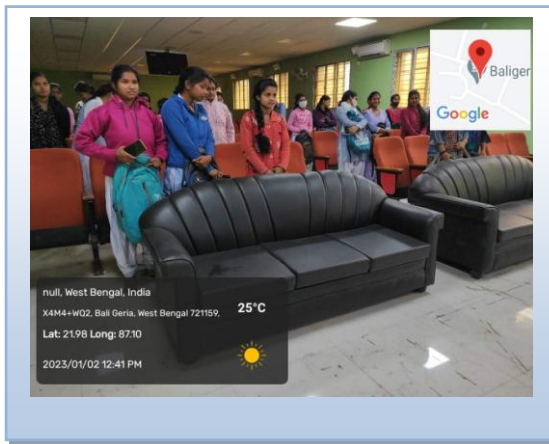 Baliger
Google
null, West Bengal, India
X4M4+WQ2, Bali Geria, West Bengal 721159,
25°C
Lat: 21.98 Long: 87.10
2023/01/02 12:41 PM